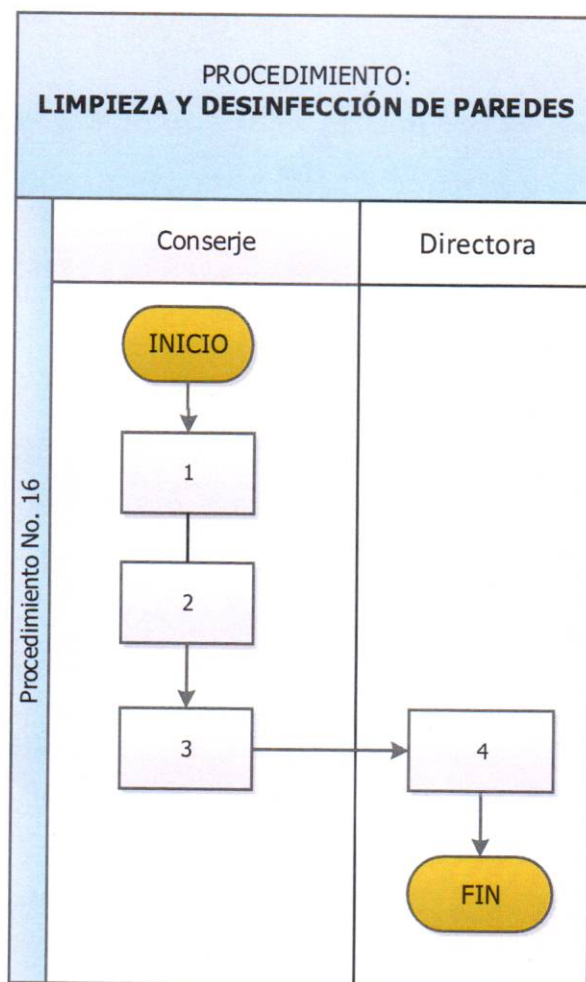 PROCEDIMIENTO:
LIMPIEZA Y DESINFECCIÓN DE PAREDES
Conserje
Directora
Procedimiento No. 16
INICIO
1
2
3
4
FIN